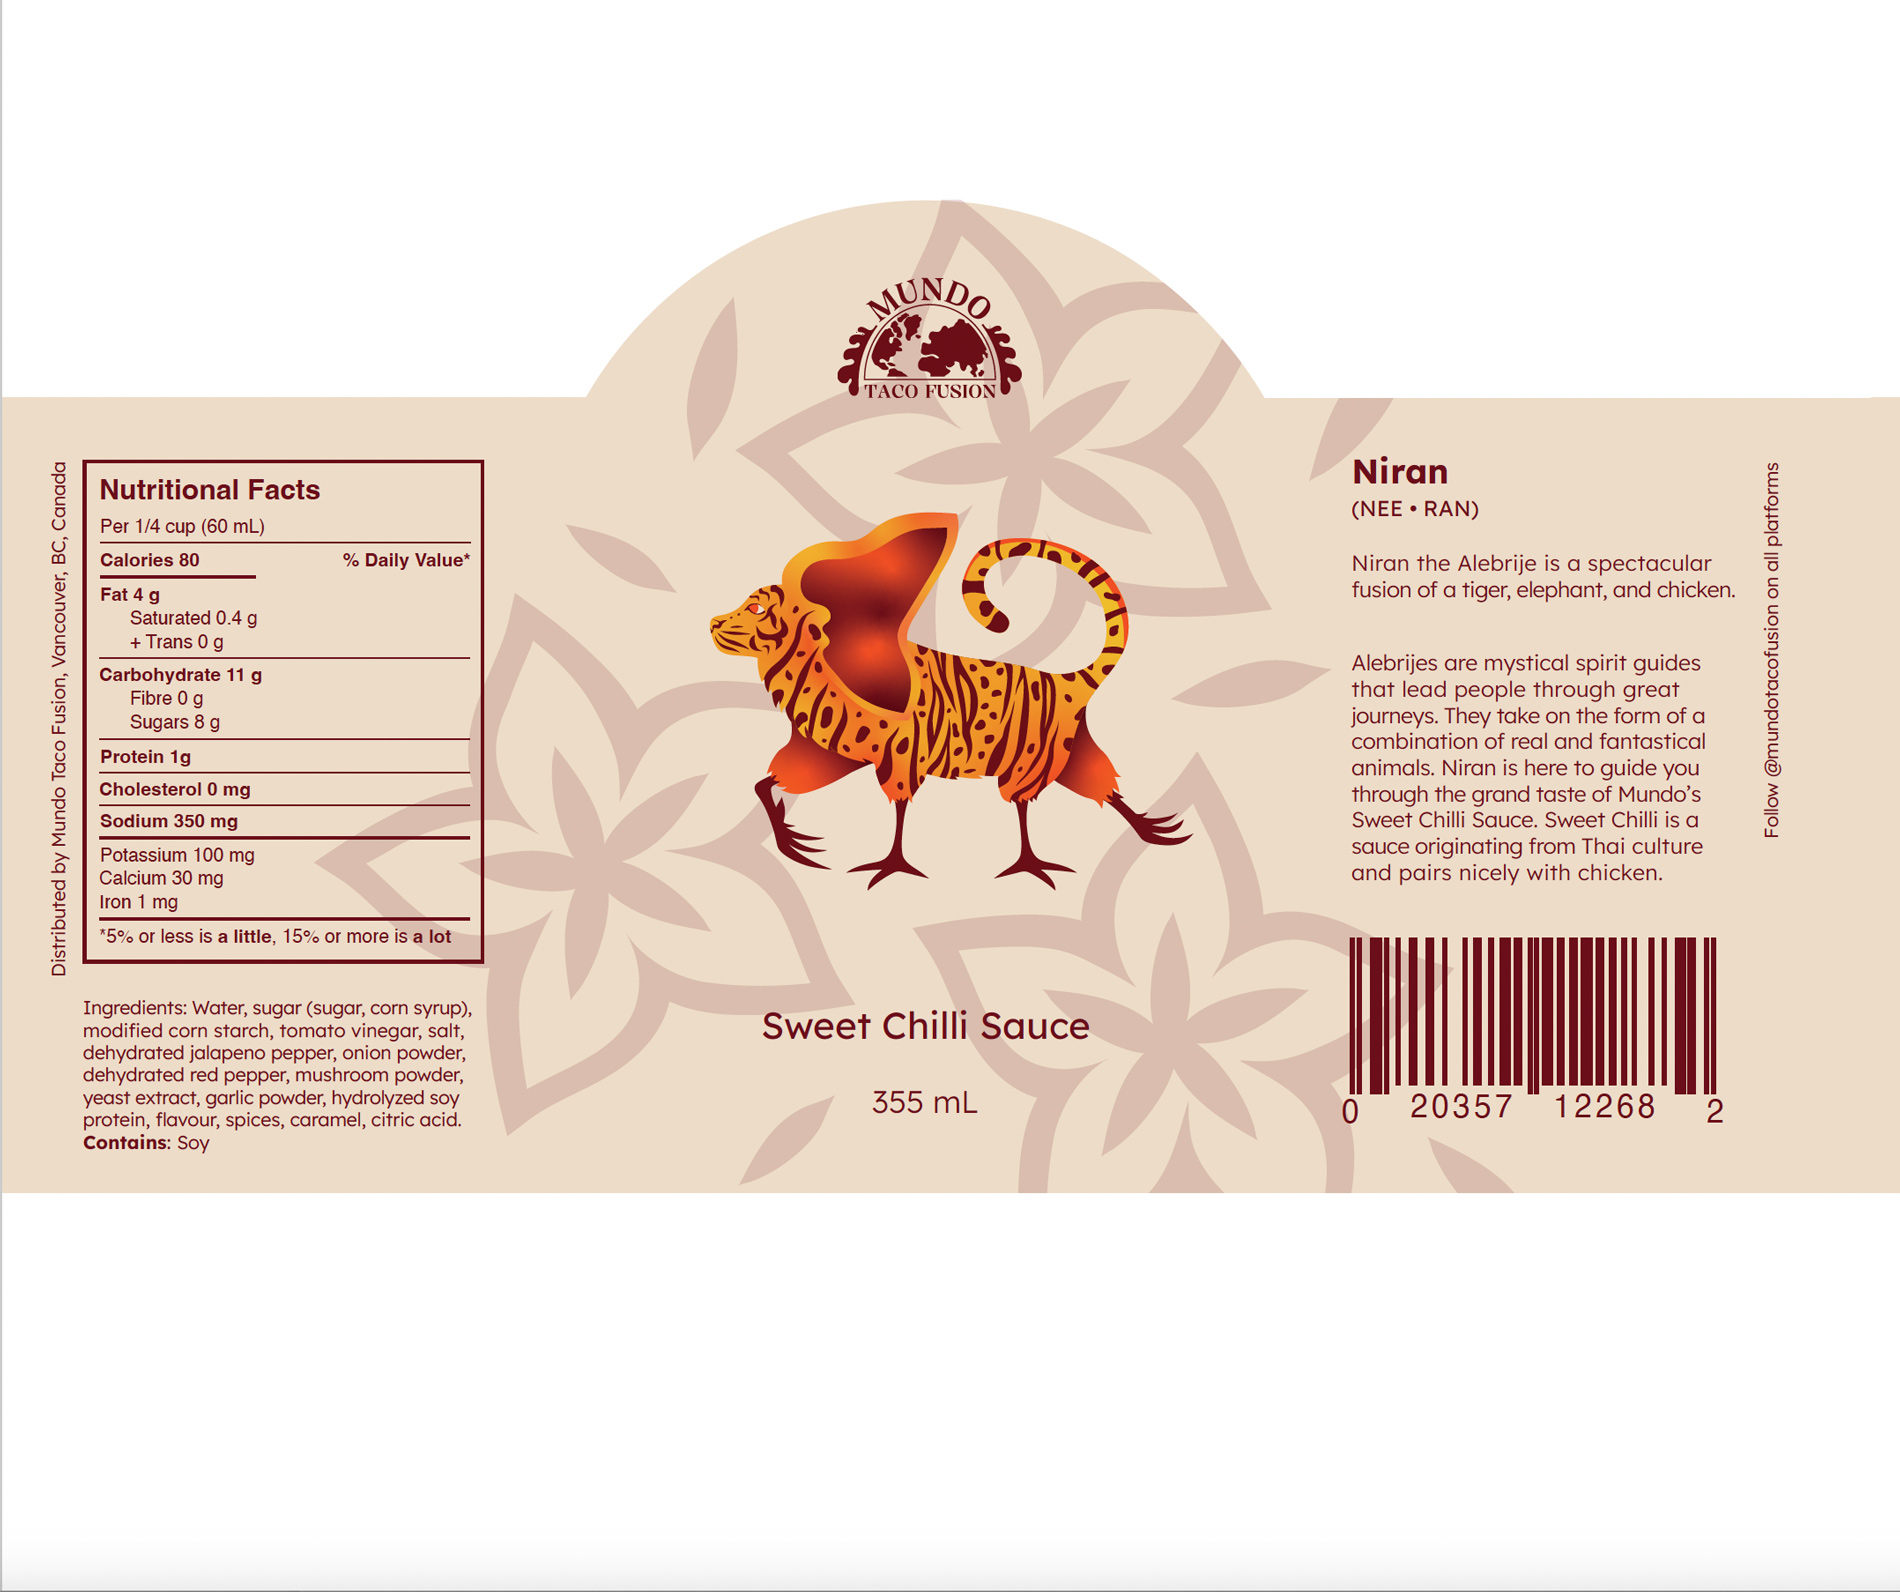 MUNDO
TACO FUSION
Distributed by Mundo Taco Fusion, Vancouver, BC, Canada
Nutritional Facts
Per 1/4 cup (60 mL)
Calories 80 % Daily Value*
Fat 4 g
Saturated 0.4 g
+ Trans 0 g
Carbohydrate 11 g
Fibre 0 g
Sugars 8 g
Protein 1g
Cholesterol 0 mg
Sodium 350 mg
Potassium 100 mg
Calcium 30 mg
Iron 1 mg
*5% or less is a little, 15% or more is a lot
Ingredients: Water, sugar (sugar, corn syrup),
modified corn starch, tomato vinegar, salt,
dehydrated jalapeno pepper, onion powder,
dehydrated red pepper, mushroom powder,
yeast extract, garlic powder, hydrolyzed soy
protein, flavour, spices, caramel, citric acid.
Contains: Soy
Sweet Chilli Sauce
355 mL
Niran
(NEE • RAN)
Niran the Alebrije is a spectacular
fusion of a tiger, elephant, and chicken.
Alebrijes are mystical spirit guides
that lead people through great
journeys. They take on the form of a
combination of real and fantastical
animals. Niran is here to guide you
through the grand taste of Mundo's
Sweet Chilli Sauce. Sweet Chilli is a
sauce originating from Thai culture
and pairs nicely with chicken.
0 20357 12268 2
Follow @mundotacofusion on all platforms